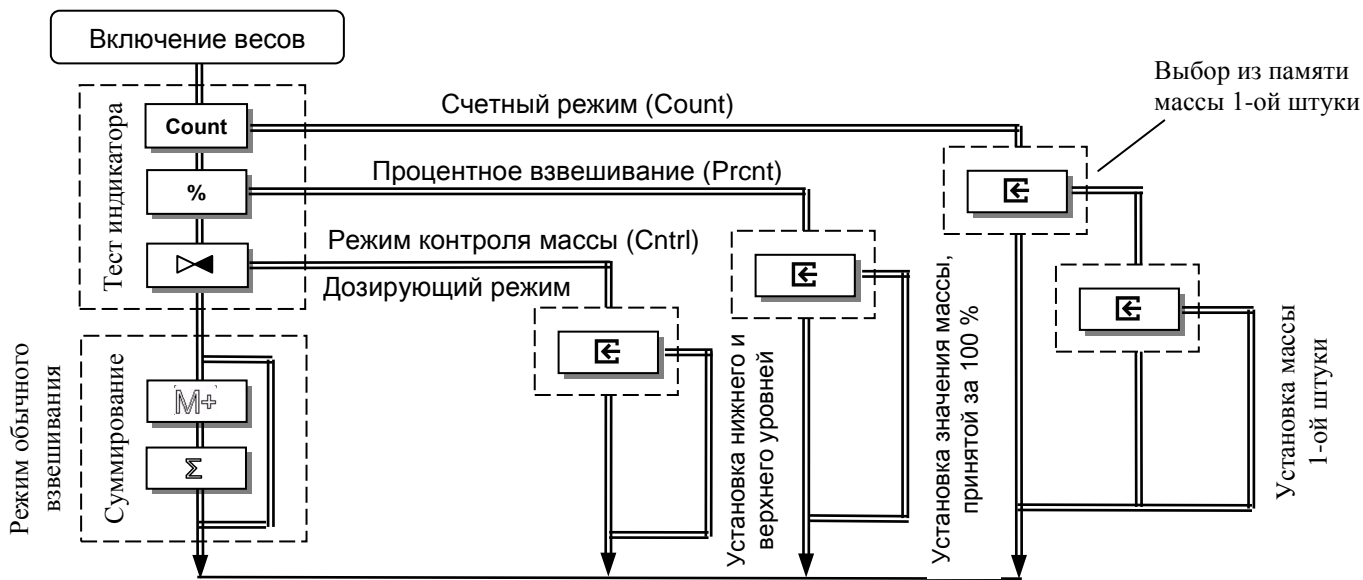 Включение весов
Счетный режим (Count)
Выбор из памяти
массы 1-ой штуки
Count
Процентное взвешивание (Prcnt)
%
Тест индикатора
Режим контроля массы (Cntrl)
Дозирующий режим
Режим обычного
взвешивания
Суммирование
M+
Σ
Установка нижнего и
верхнего уровней
Установка значения массы,
принятой за 100 %
Установка массы
1-ой штуки